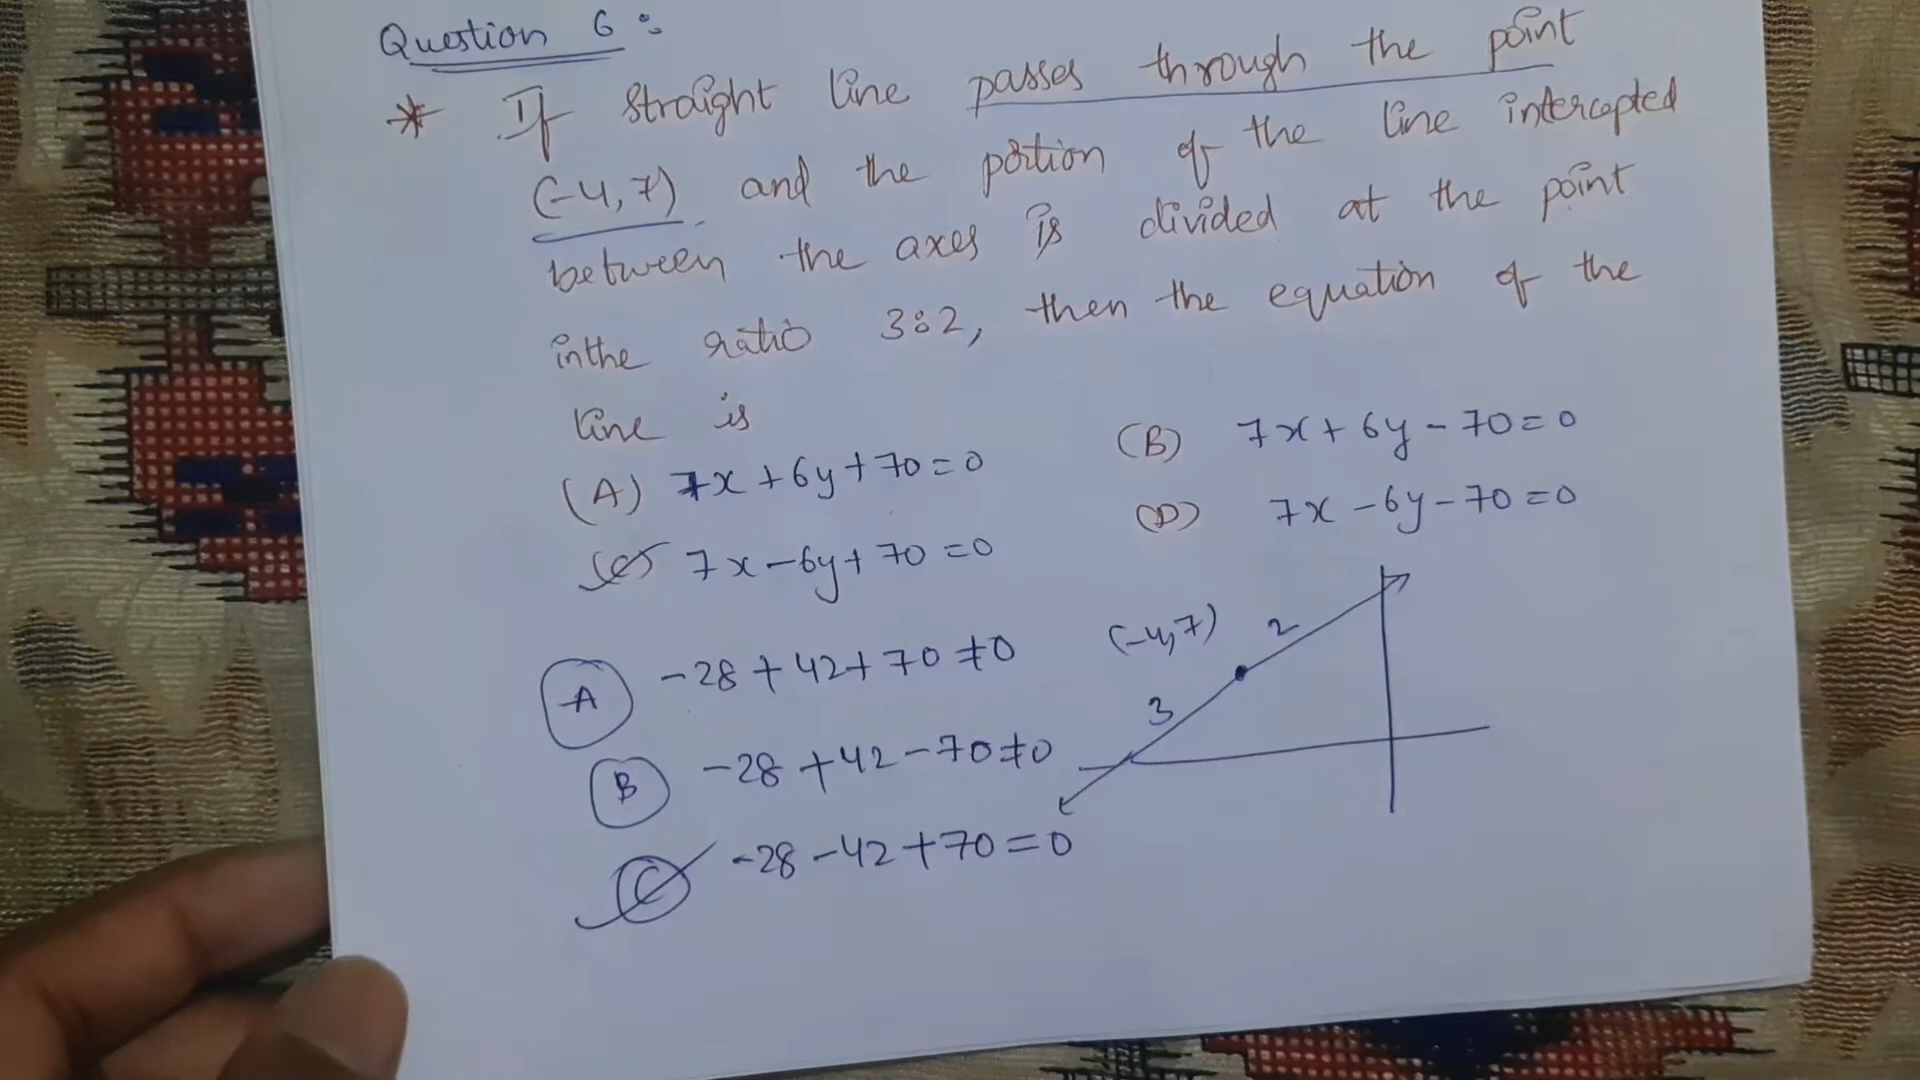 Question 6:
* If straight line passes through the point
(-4,7) and the portion of the line intercepted
between the axes is divided at the point
inthe ratio 3:2, then the equation of the
line is
(A) 7x+6y+70=0 (B) 7x+6y-70=0
(C) 7x-6y+70=0 (D) 7x-6y-70=0
(-4,7) 2
3
A -28+42+70≠0
B -28+42-70≠0
C -28-42+70=0